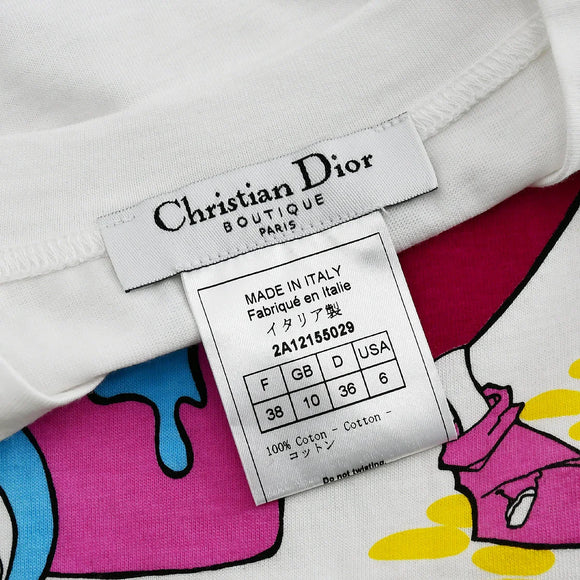 Christian Dior
BOUTIQUE
PARIS
MADE IN ITALY
Fabriqué en Italie
イタリア製
2A12155029
F GB D USA
38 10 36 6
100% Coton - Cotton -
コットン
Do not twisting.